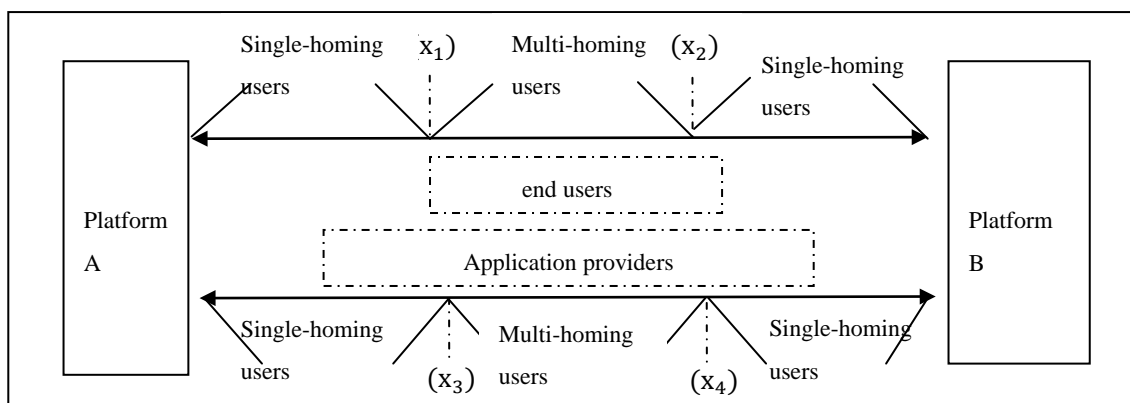 Single-homing
users
x₁)
Multi-homing
users
(x₂)
Single-homing
users
Platform
A
end users
Application providers
Platform
B
Single-homing
users
(x₃)
Multi-homing
users
(x₄)
Single-homing
users